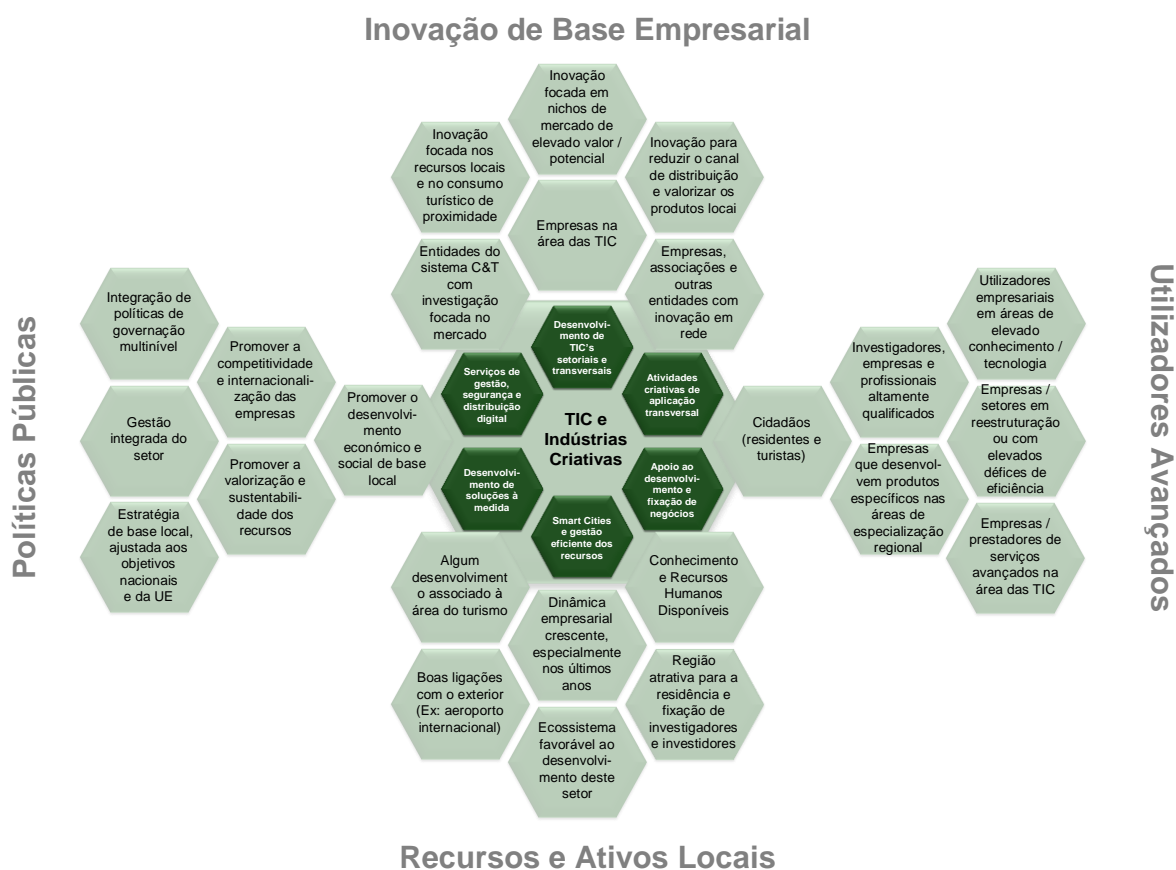 Inovação de Base Empresarial
Inovação
focada em
nichos de
mercado de
elevado valor /
potencial
Inovação
focada nos
recursos locais
e no consumo
turístico de
proximidade
Inovação para
reduzir o canal
de distribuição
e valorizar os
produtos locai
Empresas na
área das TIC
Entidades do
sistema C&T
com
investigação
focada no
mercado
Empresas,
associações e
outras
entidades com
inovação em
rede
Políticas Públicas
Integração de
políticas de
governação
multinível
Promover a
competitividade
e internacionali-
zação das
empresas
Gestão
integrada do
setor
Promover o
desenvolvi-
mento
económico e
social de base
local
Promover a
valorização e
sustentabili-
dade dos
recursos
Estratégia
de base local,
ajustada aos
objetivos
nacionais
e da UE
Desenvolvi-
mento de
TIC's
setoriais e
transversais
Serviços de
gestão,
segurança e
distribuição
digital
Atividades
criativas de
aplicação
transversal
TIC e
Indústrias
Criativas
Desenvolvi-
mento de
soluções à
medida
Apoio ao
desenvolvi-
mento e
fixação de
negócios
Smart Cities
e gestão
eficiente dos
recursos
Utilizadores Avançados
Utilizadores
empresariais
em áreas de
elevado
conhecimento /
tecnologia
Investigadores,
empresas e
profissionais
altamente
qualificados
Cidadãos
(residentes e
turistas)
Empresas /
setores em
reestruturação
ou com
elevados
défices de
eficiência
Empresas
que desenvol-
vem produtos
específicos nas
áreas de
especialização
regional
Empresas /
prestadores de
serviços
avançados na
área das TIC
Algum
desenvolviment
o associado à
área do turismo
Conhecimento
e Recursos
Humanos
Disponíveis
Dinâmica
empresarial
crescente,
especialmente
nos últimos
anos
Boas ligações
com o exterior
(Ex: aeroporto
internacional)
Região
atrativa para a
residência e
fixação de
investigadores
e investidores
Ecossistema
favorável ao
desenvolvi-
mento deste
setor
Recursos e Ativos Locais